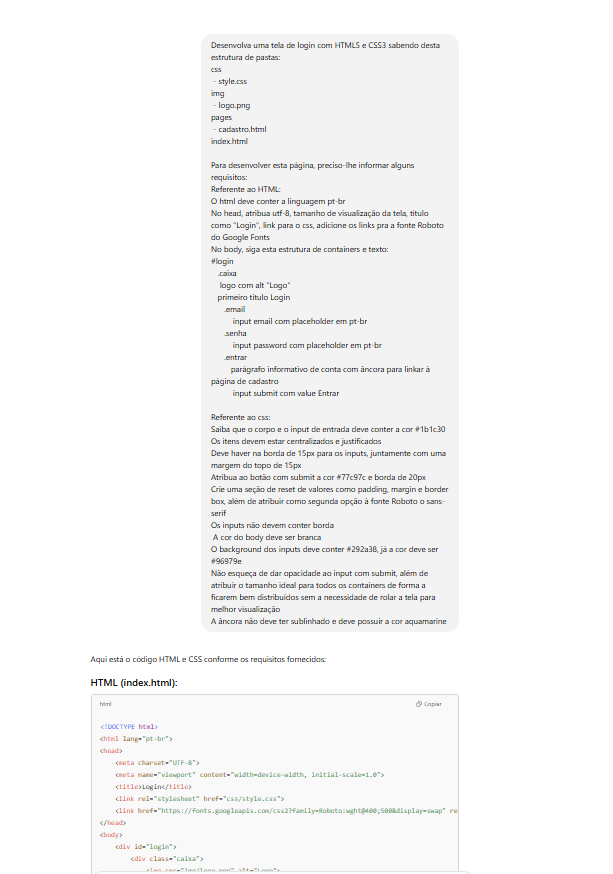 Desenvolva uma tela de login com HTML5 e CSS3 sabendo desta
estrutura de pastas:
css
- style.css
img
- logo.png
pages
- cadastro.html
index.html
Para desenvolver esta página, preciso-lhe informar alguns
requisitos:
Referente ao HTML:
O html deve conter a linguagem pt-br
No head, atribua utf-8, tamanho de visualização da tela, titulo
como "Login", link para o css, adicione os links pra a fonte Roboto
do Google Fonts
No body, siga esta estrutura de containers e texto:
#login
.caixa
logo com alt "Logo"
primeiro titulo Login
.email
input email com placeholder em pt-br
.senha
input password com placeholder em pt-br
.entrar
parágrafo informativo de conta com âncora para linkar à
página de cadastro
input submit com value Entrar
Referente ao css:
Saiba que o corpo e o input de entrada deve conter a cor #1b1c30
Os itens devem estar centralizados e justificados
Deve haver na borda de 15px para os inputs, juntamente com uma
margem do topo de 15px
Atribua ao botão com submit a cor #77c97c e borda de 20px
Crie uma seção de reset de valores como padding, margin e border
box, além de atribuir como segunda opção à fonte Roboto o sans-
serif
Os inputs não devem conter borda
A cor do body deve ser branca
O background dos inputs deve conter #292a38, já a cor deve ser
#96979e
Não esqueça de dar opacidade ao input com submit, além de
atribuir o tamanho ideal para todos os containers de forma a
ficarem bem distribuídos sem a necessidade de rolar a tela para
melhor visualização
A âncora não deve ter sublinhado e deve possuir a cor aquamarine
Aqui está o código HTML e CSS conforme os requisitos fornecidos:
HTML (index.html):
html
Copiar
<!DOCTYPE html>
<html lang="pt-br">
<head>
<meta charset="UTF-8">
<meta name="viewport" content="width=device-width, initial-scale=1.0">
<title>Login</title>
<link rel="stylesheet" href="css/style.css">
<link href="https://fonts.googleapis.com/css2?family=Roboto:wght@400;500&display=swap" re
</head>
<body>
<div id="login">
<div class="caixa">
<img src="img/logo.png" alt="Logo">